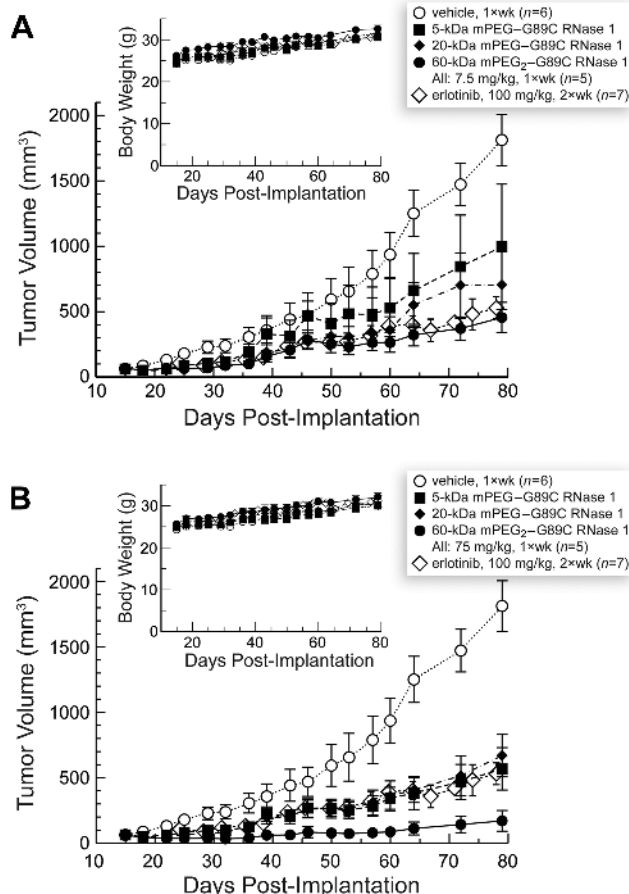 A
○ vehicle, 1×wk (n=6)
■ 5-kDa mPEG–G89C RNase 1
◆ 20-kDa mPEG–G89C RNase 1
● 60-kDa mPEG₂–G89C RNase 1
All: 7.5 mg/kg, 1×wk (n=5)
◇ erlotinib, 100 mg/kg, 2×wk (n=7)
Body Weight (g)
30
20
10
0
20 40 60 80
Days Post-Implantation
Tumor Volume (mm³)
2000
1500
1000
500
0
10 20 30 40 50 60 70 80
Days Post-Implantation
B
○ vehicle, 1×wk (n=6)
■ 5-kDa mPEG–G89C RNase 1
◆ 20-kDa mPEG–G89C RNase 1
● 60-kDa mPEG₂–G89C RNase 1
All: 75 mg/kg, 1×wk (n=5)
◇ erlotinib, 100 mg/kg, 2×wk (n=7)
Body Weight (g)
30
20
10
0
20 40 60 80
Days Post-Implantation
Tumor Volume (mm³)
2000
1500
1000
500
0
10 20 30 40 50 60 70 80
Days Post-Implantation